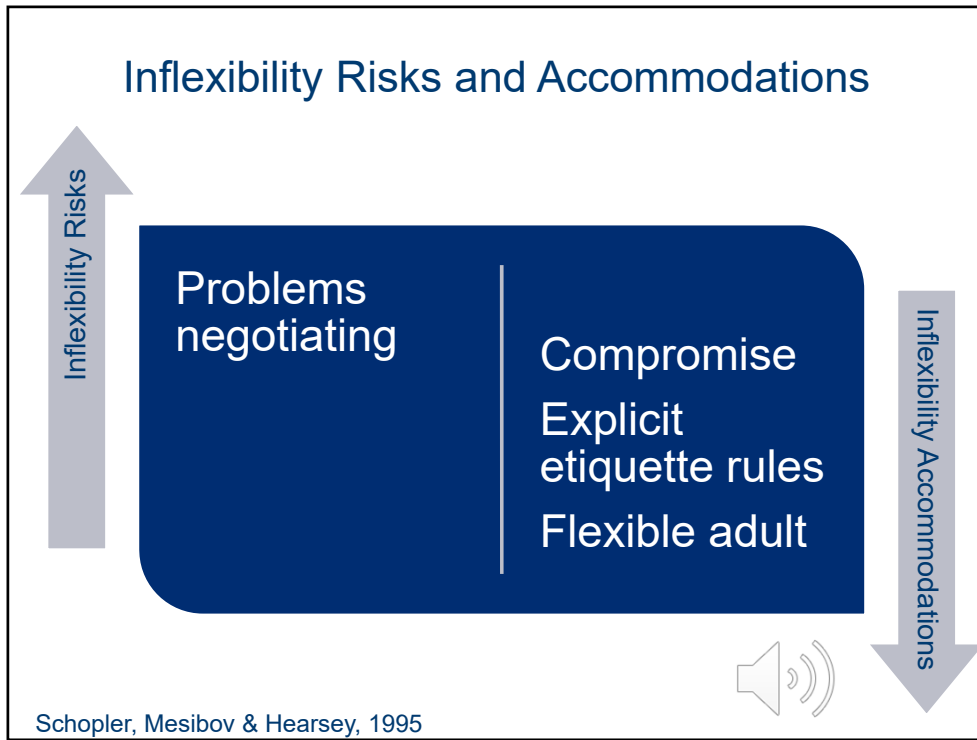 Inflexibility Risks and Accommodations
Inflexibility Risks
Problems
negotiating
Compromise
Explicit
etiquette rules
Flexible adult
Inflexibility Accommodations
Schopler, Mesibov & Hearsey, 1995